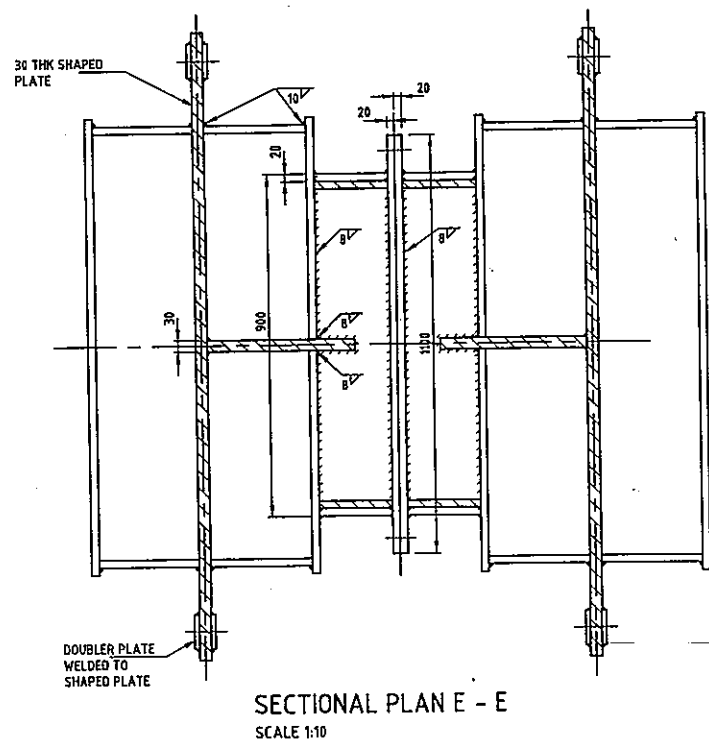 30 THK SHAPED
PLATE
10
20
20
20
8
8
900
30
8
8
1100
DOUBLER PLATE
WELDED TO
SHAPED PLATE
SECTIONAL PLAN E - E
SCALE 1:10